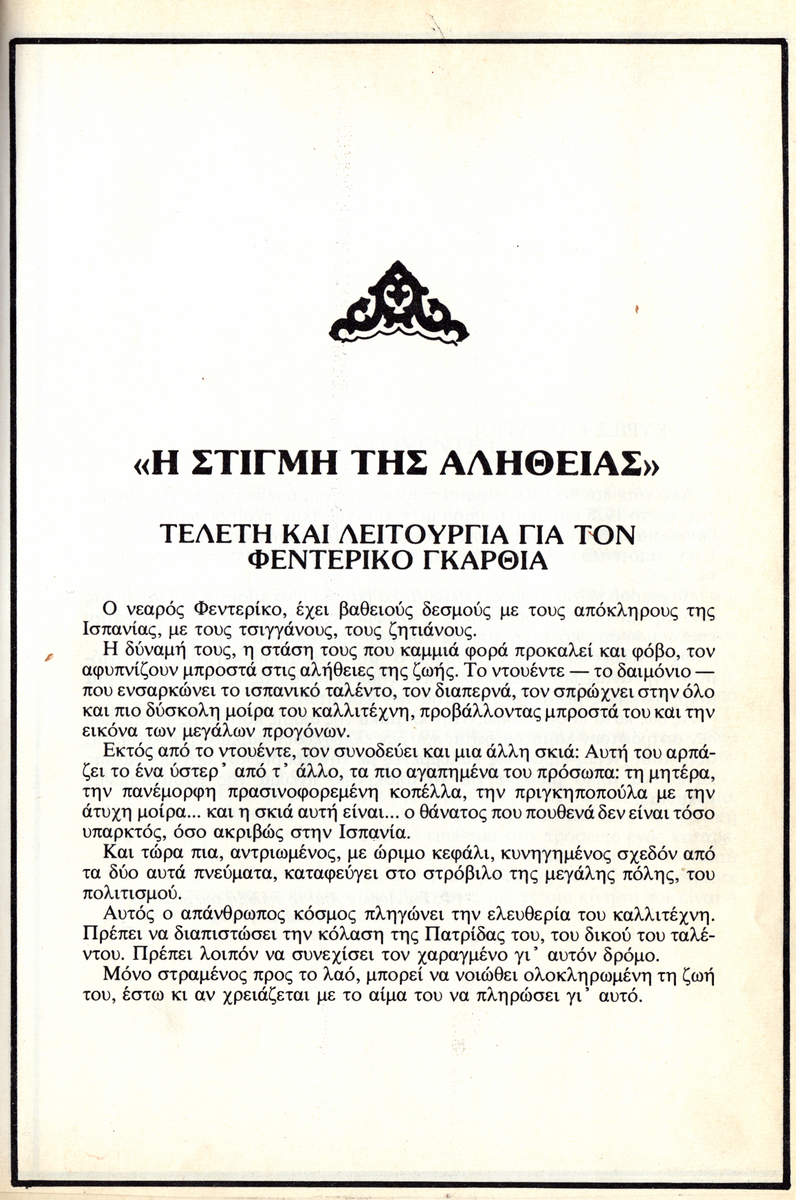 «Η ΣΤΙΓΜΗ ΤΗΣ ΑΛΗΘΕΙΑΣ»
ΤΕΛΕΤΗ ΚΑΙ ΛΕΙΤΟΥΡΓΙΑ ΓΙΑ ΤΟΝ
ΦΕΝΤΕΡΙΚΟ ΓΚΑΡΘΙΑ
Ο νεαρός Φεντερίκο, έχει βαθειούς δεσμούς με τους απόκληρους της
Ισπανίας, με τους τσιγγάνους, τους ζητιάνους.
Η δύναμή τους, η στάση τους που καμμιά φορά προκαλεί και φόβο, τον
αφυπνίζουν μπροστά στις αλήθειες της ζωής. Το ντουέντε — το δαιμόνιο —
που ενσαρκώνει το ισπανικό ταλέντο, τον διαπερνά, τον σπρώχνει στην όλο
και πιο δύσκολη μοίρα του καλλιτέχνη, προβάλλοντας μπροστά του και την
εικόνα των μεγάλων προγόνων.
Εκτός από το ντουέντε, τον συνοδεύει και μια άλλη σκιά: Αυτή του αρπά-
ζει το ένα ύστερ᾽ από τ᾽ άλλο, τα πιο αγαπημένα του πρόσωπα: τη μητέρα,
την πανέμορφη πρασινοφορεμένη κοπέλλα, την πριγκηποπούλα με την
άτυχη μοίρα... και η σκιά αυτή είναι... ο θάνατος που πουθενά δεν είναι τόσο
υπαρκτός, όσο ακριβώς στην Ισπανία.
Και τώρα πια, αντριωμένος, με ώριμο κεφάλι, κυνηγημένος σχεδόν από
τα δύο αυτά πνεύματα, καταφεύγει στο στρόβιλο της μεγάλης πόλης, του
πολιτισμού.
Αυτός ο απάνθρωπος κόσμος πληγώνει την ελευθερία του καλλιτέχνη.
Πρέπει να διαπιστώσει την κόλαση της Πατρίδας του, του δικού του ταλέ-
ντου. Πρέπει λοιπόν να συνεχίσει τον χαραγμένο γι᾽ αυτόν δρόμο.
Μόνο στραμένος προς το λαό, μπορεί να νοιώθει ολοκληρωμένη τη ζωή
του, έστω κι αν χρειάζεται με το αίμα του να πληρώσει γι᾽ αυτό.